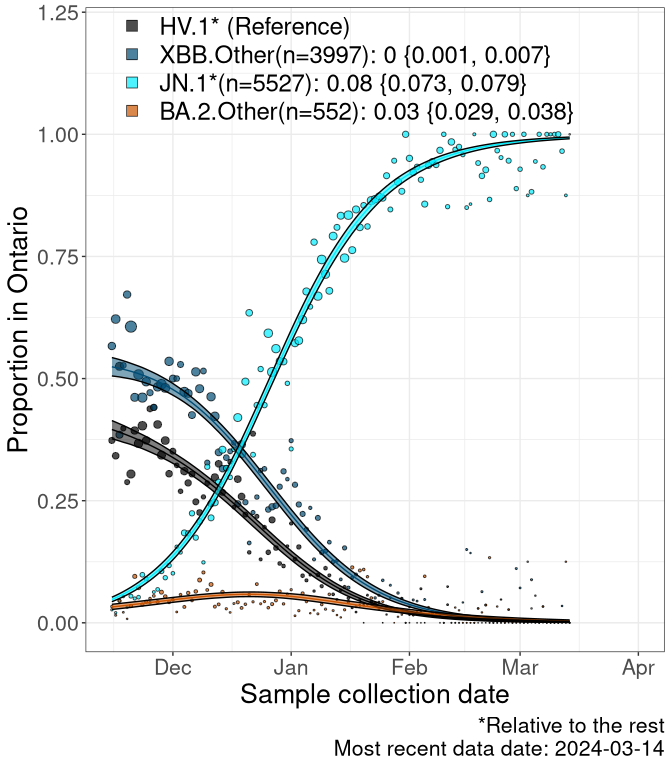 1.25
HV.1* (Reference)
XBB.Other(n=3997): 0 {0.001, 0.007}
JN.1*(n=5527): 0.08 {0.073, 0.079}
BA.2.Other(n=552): 0.03 {0.029, 0.038}
1.00
0.75
0.50
0.25
0.00
Proportion in Ontario
Dec Jan Feb Mar Apr
Sample collection date
*Relative to the rest
Most recent data date: 2024-03-14